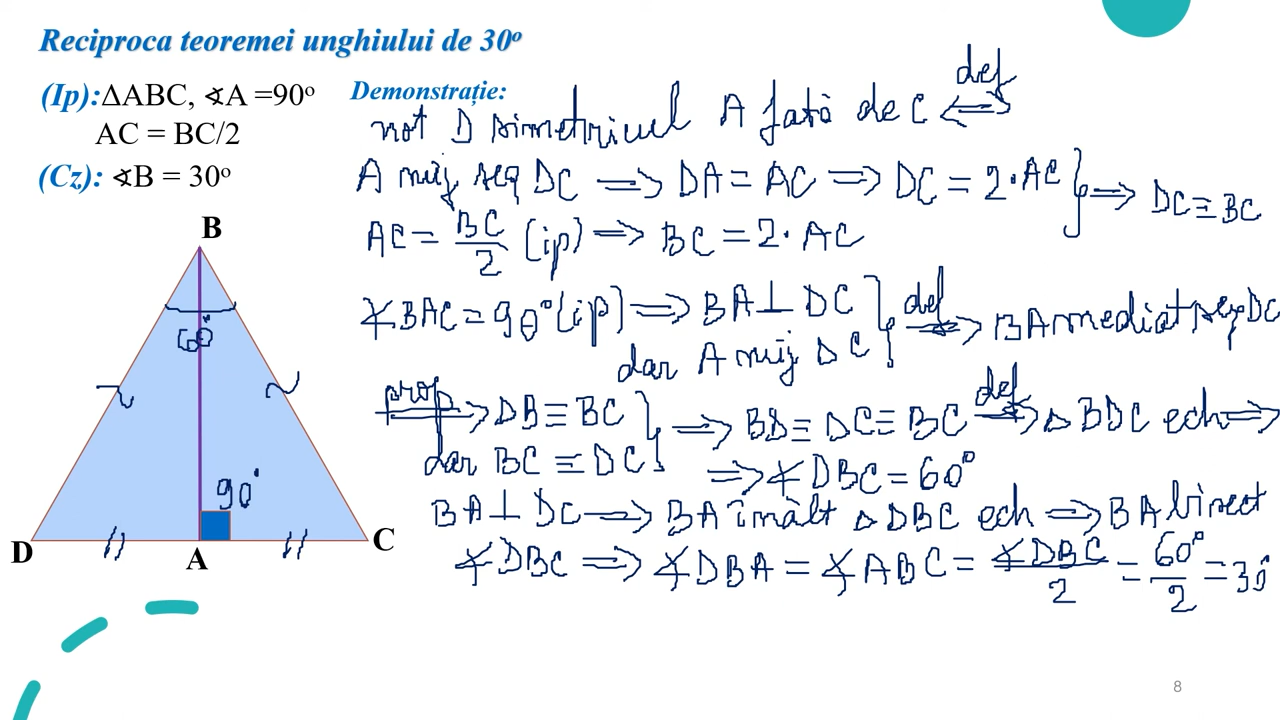 Reciproca teoremei unghiului de 30°
(Ip): ΔABC, ∢A =90°
AC = BC/2
(Cz): ∢B = 30°
Demonstrație:
not D simetricul A față de C <=def=>
A mij seg DC => DA = AC => DC = 2·AC } => DC ≡ BC
AC = BC/2 (ip) => BC = 2·AC
∢BAC = 90° (ip) => BA ⊥ DC } =def=> BA mediat seg DC
dar A mij DC
=prop=> DB ≡ BC } => BD ≡ DC ≡ BC =def=> Δ BDC ech =>
dar BC ≡ DC => ∢DBC = 60°
BA ⊥ DC => BA înălt Δ DBC ech => BA bisect
∢DBC => ∢DBA = ∢ABC = ∢DBC/2 = 60°/2 = 30°
B
60°
90°
D
A
C
8